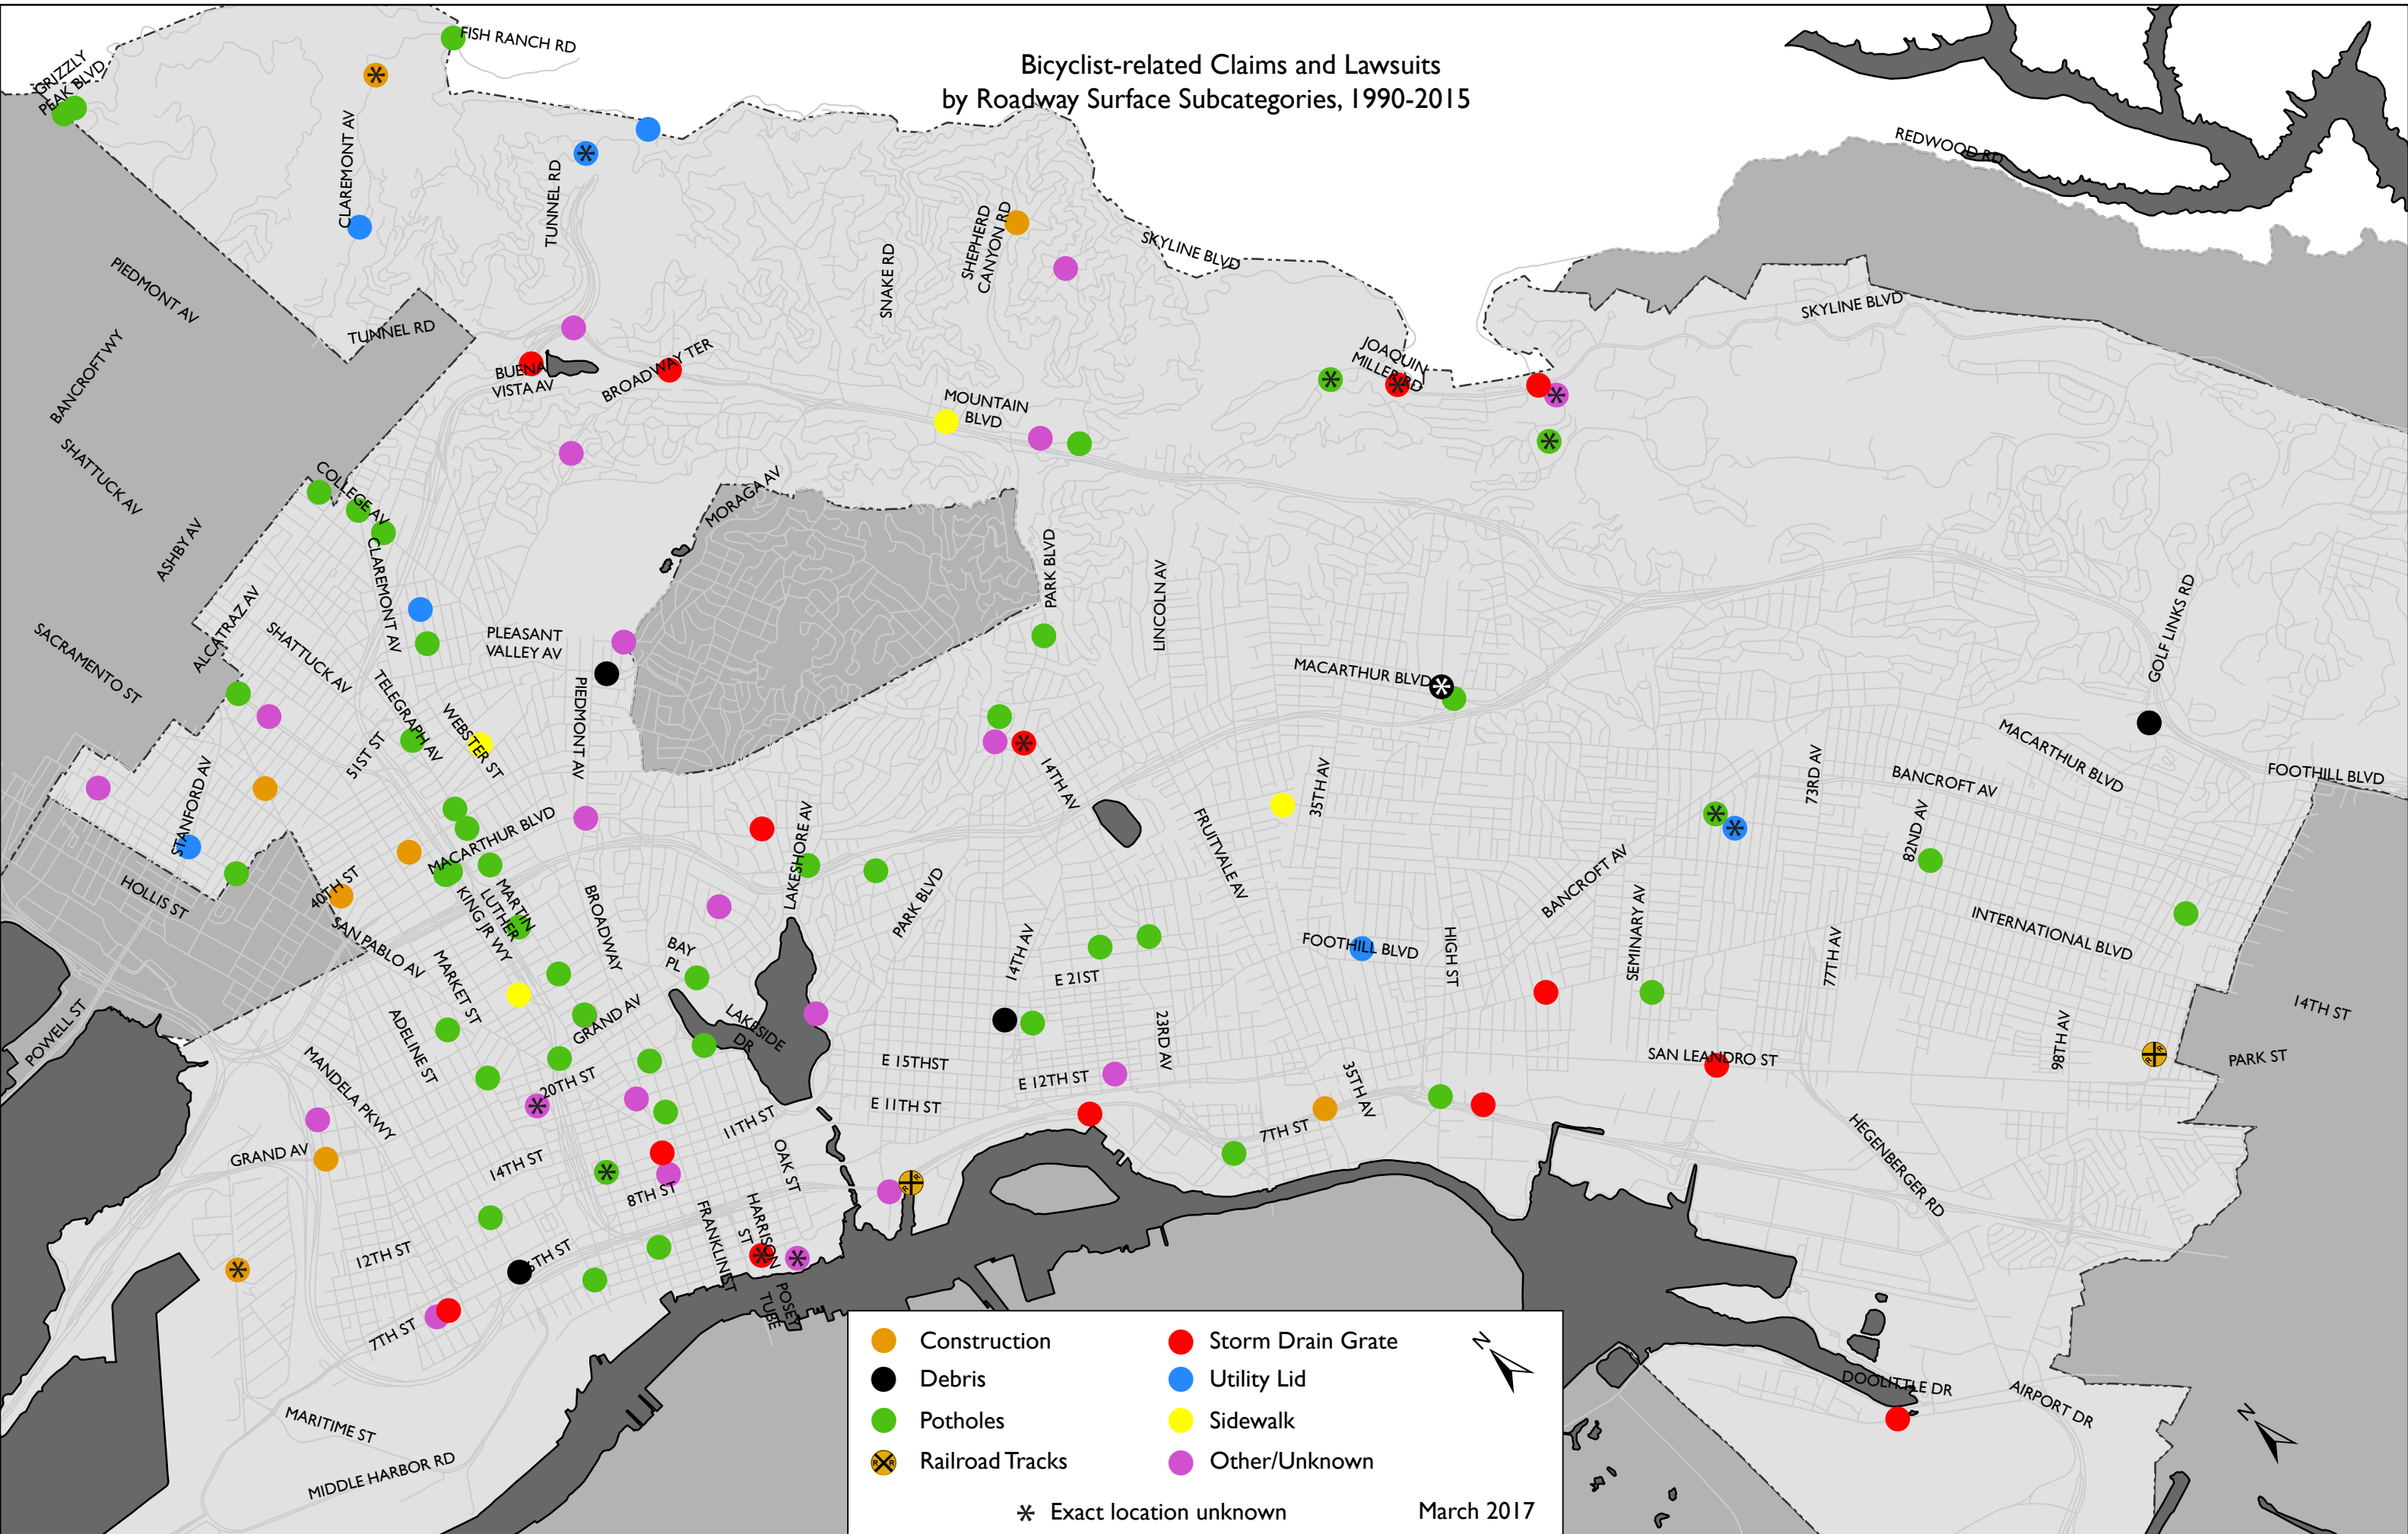 Bicyclist-related Claims and Lawsuits
by Roadway Surface Subcategories, 1990-2015
FISH RANCH RD
GRIZZLY
PEAK BLVD
CLAREMONT AV
TUNNEL RD
SNAKE RD
SHEPHERD
CANYON RD
SKYLINE BLVD
REDWOOD RD
SKYLINE BLVD
PIEDMONT AV
TUNNEL RD
BANCROFT WY
BUENA
VISTA AV
BROADWAY TER
MOUNTAIN
BLVD
JOAQUIN
MILLER RD
SHATTUCK AV
COLLEGE AV
MORAGA AV
ASHBY AV
CLAREMONT AV
PARK BLVD
LINCOLN AV
GOLF LINKS RD
SACRAMENTO ST
ALCATRAZ AV
SHATTUCK AV
PLEASANT
VALLEY AV
MACARTHUR BLVD
TELEGRAPH AV
WEBSTER ST
PIEDMONT AV
51ST ST
STANFORD AV
14TH AV
35TH AV
73RD AV
BANCROFT AV
MACARTHUR BLVD
FOOTHILL BLVD
MACARTHUR BLVD
LAKESHORE AV
FRUITVALE AV
82ND AV
HOLLIS ST
40TH ST
SAN PABLO AV
MARTIN
LUTHER
KING JR WY
BROADWAY
PARK BLVD
BANCROFT AV
SEMINARY AV
INTERNATIONAL BLVD
BAY
PL
14TH AV
E 21ST
FOOTHILL BLVD
HIGH ST
77TH AV
MARKET ST
ADELINE ST
GRAND AV
LAKESIDE
DR
23RD AV
14TH ST
POWELL ST
MANDELA PKWY
20TH ST
E 15THST
E 12TH ST
E 11TH ST
35TH AV
SAN LEANDRO ST
98TH AV
PARK ST
GRAND AV
14TH ST
11TH ST
OAK ST
7TH ST
HEGENBERGER RD
8TH ST
12TH ST
5TH ST
FRANKLIN ST
HARRISON
ST
POSEY
TUBE
7TH ST
MARITIME ST
MIDDLE HARBOR RD
DOOLITTLE DR
AIRPORT DR
Construction
Debris
Potholes
R R
Railroad Tracks
Storm Drain Grate
Utility Lid
Sidewalk
Other/Unknown
N
* Exact location unknown
March 2017
N
R R
R R